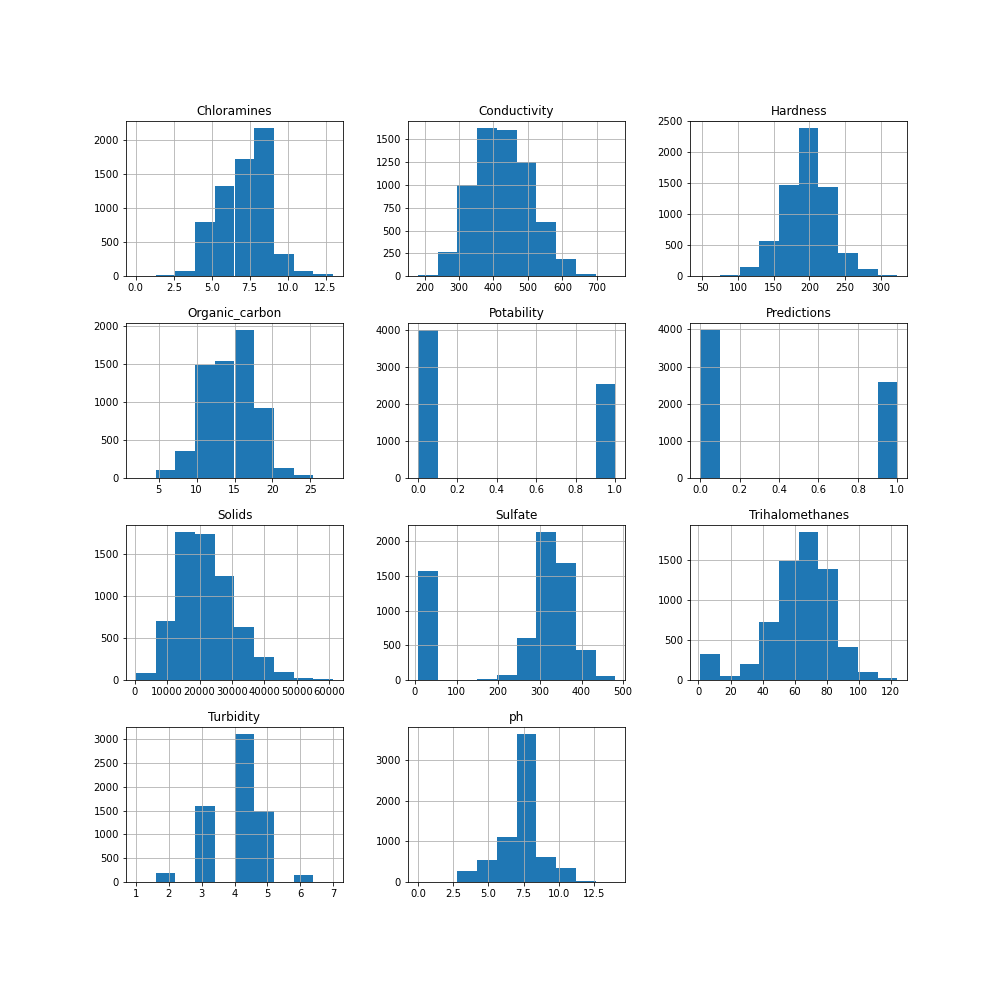 Chloramines
2000
1500
1000
500
0
0.0 2.5 5.0 7.5 10.0 12.5
Conductivity
1500
1250
1000
750
500
250
0
200 300 400 500 600 700
Hardness
2500
2000
1500
1000
500
0
50 100 150 200 250 300
Organic_carbon
2000
1500
1000
500
0
5 10 15 20 25
Potability
4000
3000
2000
1000
0
0.0 0.2 0.4 0.6 0.8 1.0
Predictions
4000
3000
2000
1000
0
0.0 0.2 0.4 0.6 0.8 1.0
Solids
1500
1000
500
0
0 10000 20000 30000 40000 50000 60000
Sulfate
2000
1500
1000
500
0
0 100 200 300 400 500
Trihalomethanes
1500
1000
500
0
0 20 40 60 80 100 120
Turbidity
3000
2500
2000
1500
1000
500
0
1 2 3 4 5 6 7
ph
3000
2000
1000
0
0.0 2.5 5.0 7.5 10.0 12.5